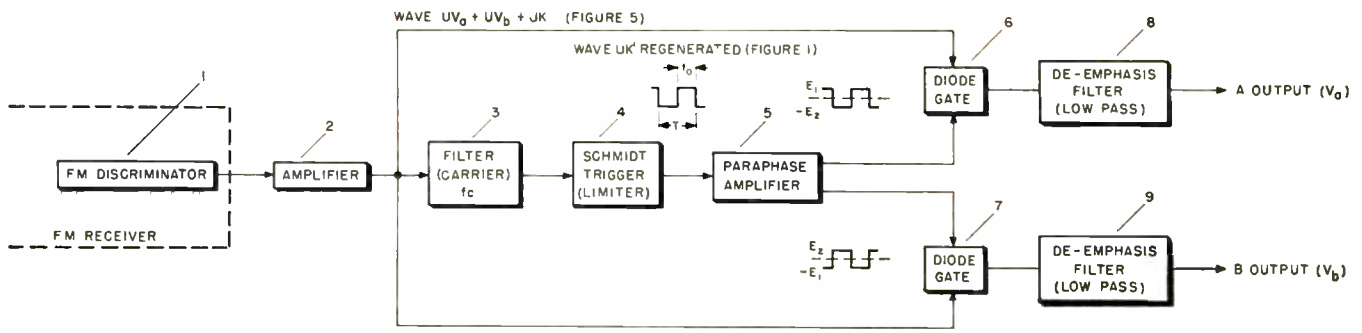 WAVE UVa + UVb + JK (FIGURE 5)
WAVE UK' REGENERATED (FIGURE 1)
to
T
1
FM DISCRIMINATOR
FM RECEIVER
2
AMPLIFIER
3
FILTER
(CARRIER)
fc
4
SCHMIDT
TRIGGER
(LIMITER)
5
PARAPHASE
AMPLIFIER
E1
-E2
6
DIODE
GATE
8
DE-EMPHASIS
FILTER
(LOW PASS)
A OUTPUT (Va)
E2
-E1
7
DIODE
GATE
9
DE-EMPHASIS
FILTER
(LOW PASS)
B OUTPUT (Vb)